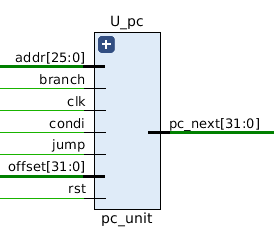 U_pc
addr[25:0]
branch
clk
condi
pc_next[31:0]
jump
offset[31:0]
rst
pc_unit